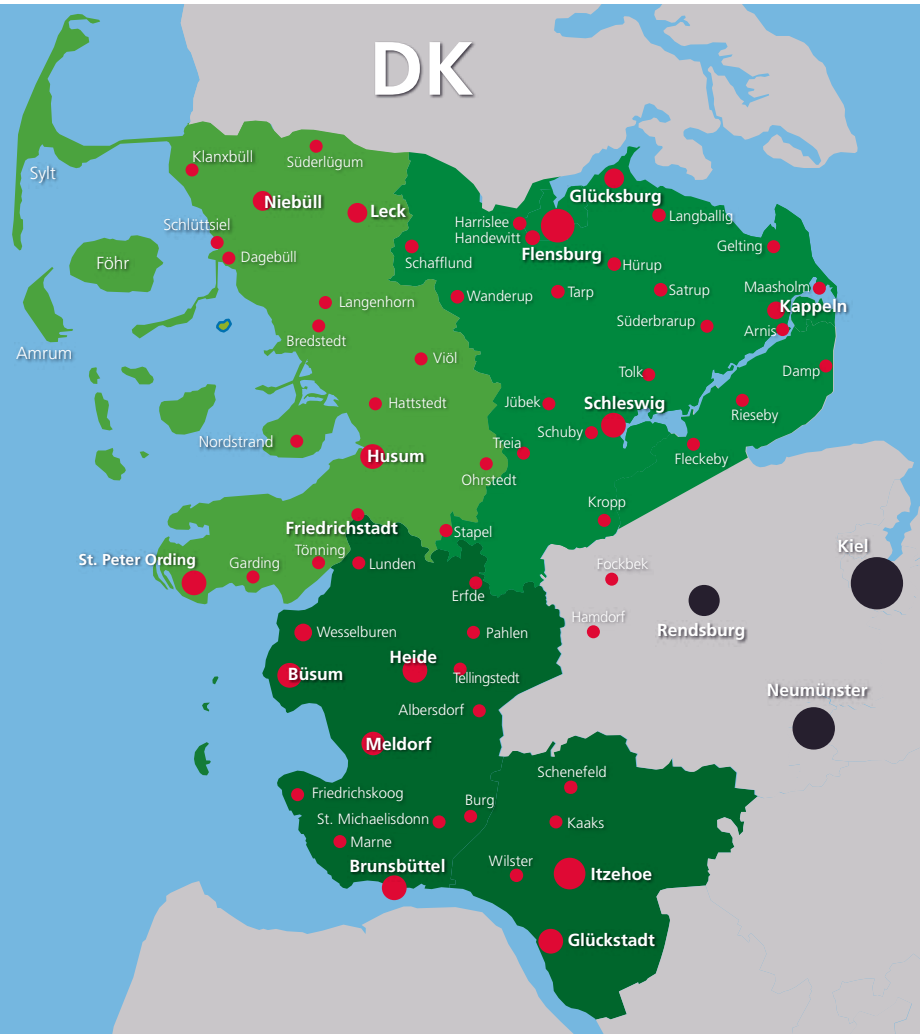 DK
Klanxbüll
Süderlügum
Sylt
Niebüll
Leck
Glücksburg
Langballig
Harrislee
Handewitt
Flensburg
Schlüttsiel
Dagebüll
Föhr
Schafflund
Hürup
Gelting
Wanderup
Tarp
Satrup
Maasholm
Kappeln
Langenhorn
Süderbrarup
Arnis
Bredstedt
Amrum
Viöl
Tolk
Damp
Hattstedt
Jübek
Schleswig
Rieseby
Nordstrand
Husum
Treia
Schuby
Fleckeby
Ohrstedt
Kropp
Friedrichstadt
Stapel
Kiel
St. Peter Ording
Garding
Tönning
Lunden
Fockbek
Erfde
Hamdorf
Rendsburg
Wesselburen
Pahlen
Heide
Büsum
Tellingstedt
Neumünster
Albersdorf
Meldorf
Schenefeld
Friedrichskoog
Burg
St. Michaelisdonn
Kaaks
Marne
Brunsbüttel
Wilster
Itzehoe
Glückstadt